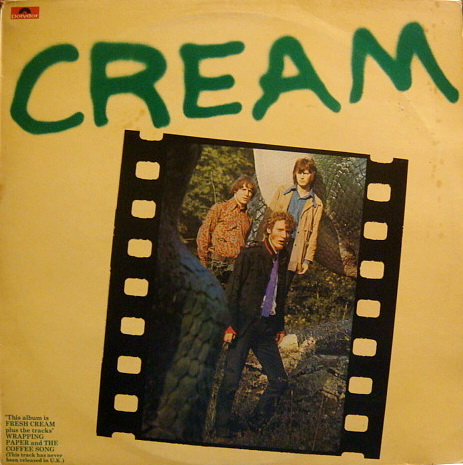 polydor
CREAM
"This album is
FRESH CREAM
plus the tracks"
WRAPPING
PAPER and THE
COFFEE SONG
(This track has never
been released in U.K.)